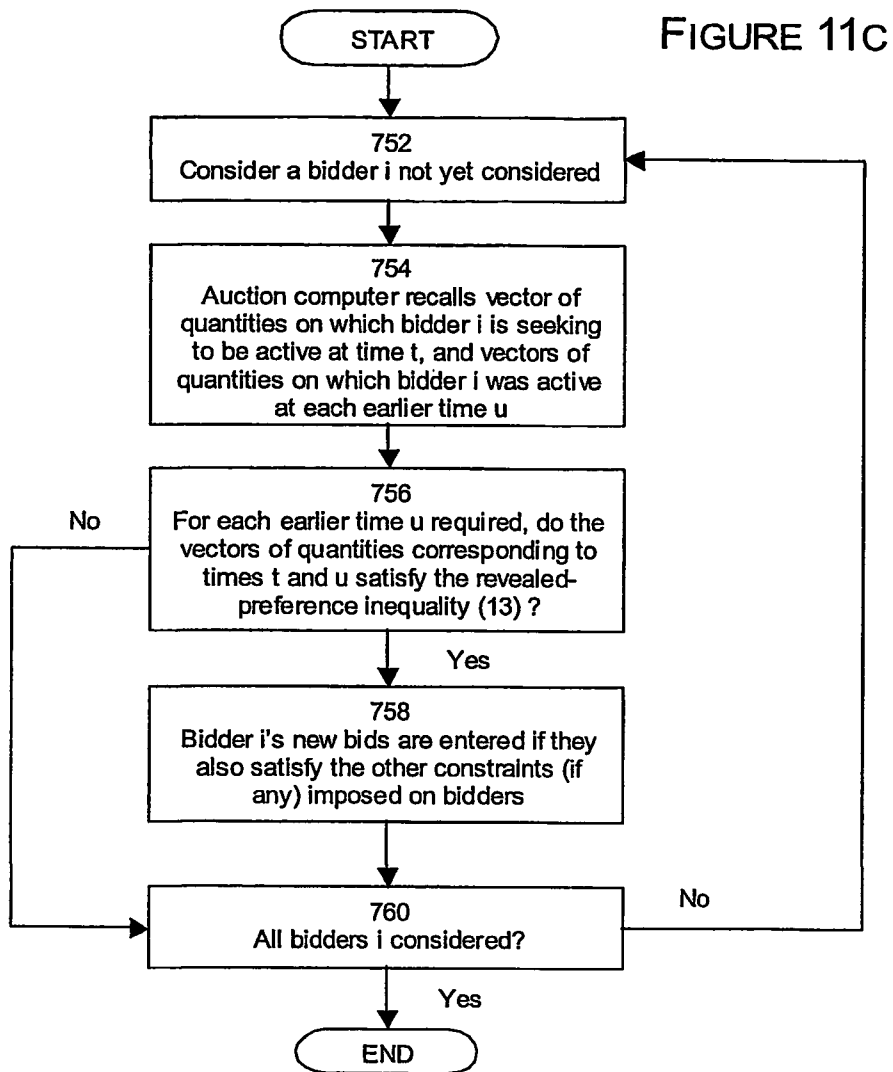 FIGURE 11C
START
752
Consider a bidder i not yet considered
754
Auction computer recalls vector of
quantities on which bidder i is seeking
to be active at time t, and vectors of
quantities on which bidder i was active
at each earlier time u
756
For each earlier time u required, do the
vectors of quantities corresponding to
times t and u satisfy the revealed-
preference inequality (13) ?
No
Yes
758
Bidder i's new bids are entered if they
also satisfy the other constraints (if
any) imposed on bidders
760
All bidders i considered?
No
Yes
END